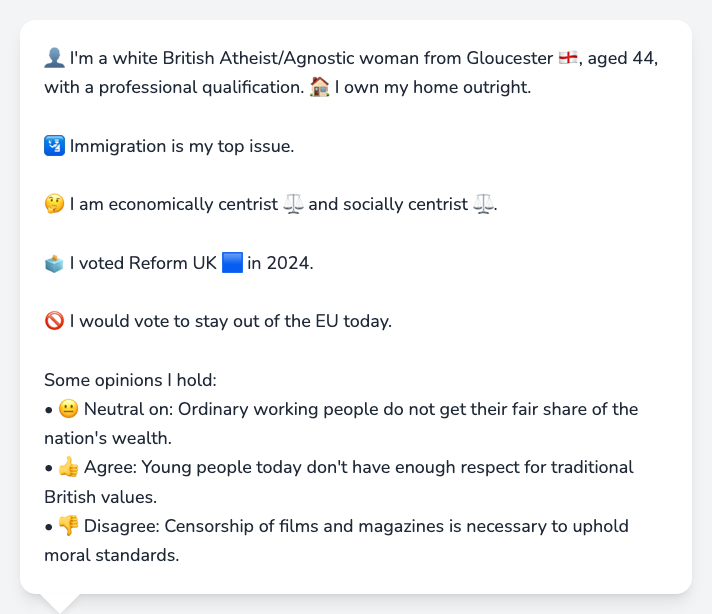 👤 I'm a white British Atheist/Agnostic woman from Gloucester 🏴󠁧󠁢󠁥󠁮󠁧󠁿, aged 44,
with a professional qualification. 🏠 I own my home outright.
🛂 Immigration is my top issue.
🤔 I am economically centrist ⚖️ and socially centrist ⚖️.
🗳️ I voted Reform UK 🟦 in 2024.
🚫 I would vote to stay out of the EU today.
Some opinions I hold:
• 😐 Neutral on: Ordinary working people do not get their fair share of the
nation's wealth.
• 👍 Agree: Young people today don't have enough respect for traditional
British values.
• 👎 Disagree: Censorship of films and magazines is necessary to uphold
moral standards.